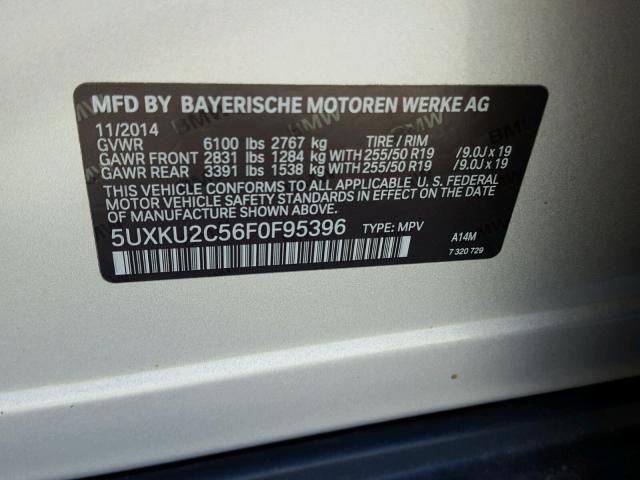 MFD BY BAYERISCHE MOTOREN WERKE AG
11/2014
GVWR 6100 lbs 2767 kg TIRE / RIM
GAWR FRONT 2831 lbs 1284 kg WITH 255/50 R19 /9.0J x 19
GAWR REAR 3391 lbs 1538 kg WITH 255/50 R19 /9.0J x 19
THIS VEHICLE CONFORMS TO ALL APPLICABLE U.S. FEDERAL
MOTOR VEHICLE SAFETY STANDARDS IN EFFECT ON THE DATE
OF MANUFACTURE SHOWN ABOVE.
5UXKU2C56F0F95396 TYPE: MPV A14M
7 320 729